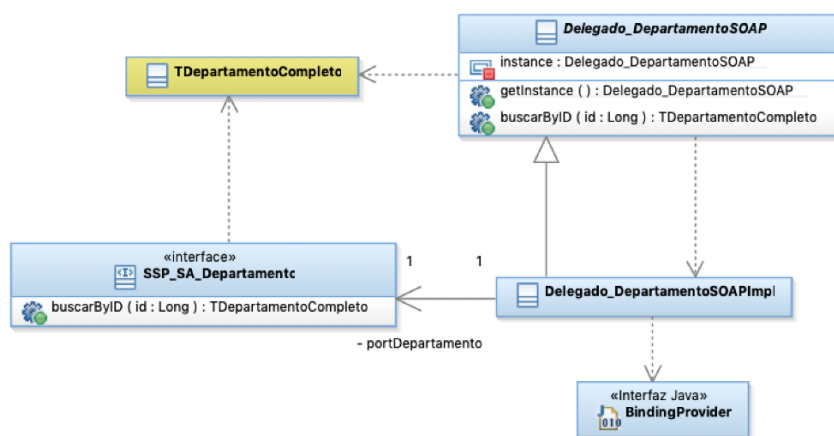 Delegado_DepartamentoSOAP
instance : Delegado_DepartamentoSOAP
getInstance ( ) : Delegado_DepartamentoSOAP
buscarByID ( id : Long ) : TDepartamentoCompleto
TDepartamentoCompleto
«interface»
SSP_SA_Departamento
buscarByID ( id : Long ) : TDepartamentoCompleto
1
1
- portDepartamento
Delegado_DepartamentoSOAPImpl
«Interfaz Java»
BindingProvider